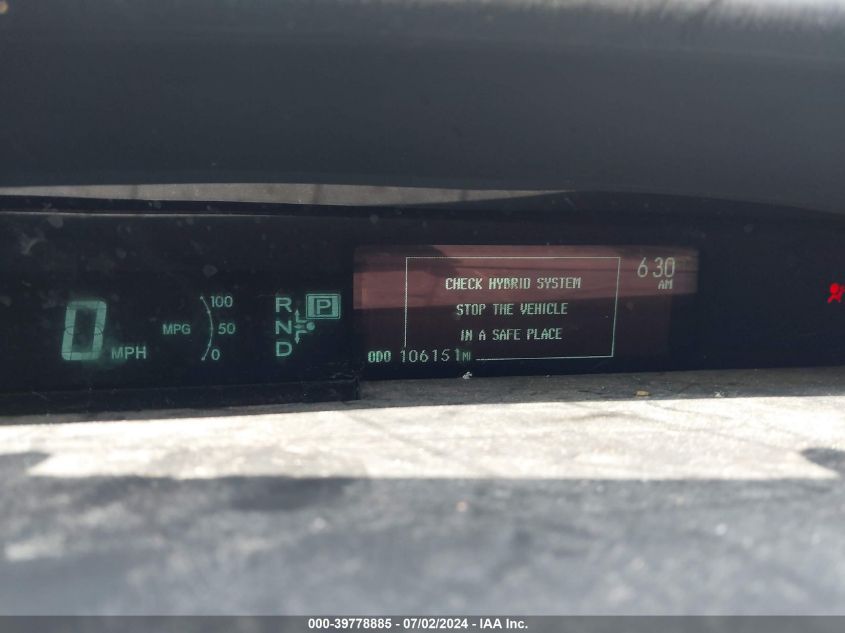 0 MPH
MPG
100
50
0
R
N
D
P
CHECK HYBRID SYSTEM
STOP THE VEHICLE
IN A SAFE PLACE
630
AM
ODO 106151 MI
000-39778885 - 07/02/2024 - IAA Inc.